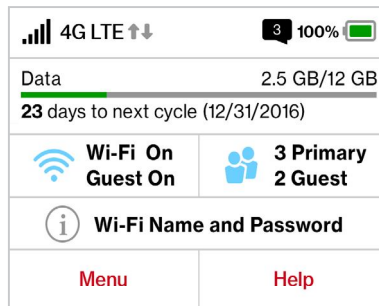 4G LTE 3 100%
Data 2.5 GB/12 GB
23 days to next cycle (12/31/2016)
Wi-Fi On 3 Primary
Guest On 2 Guest
i Wi-Fi Name and Password
Menu Help